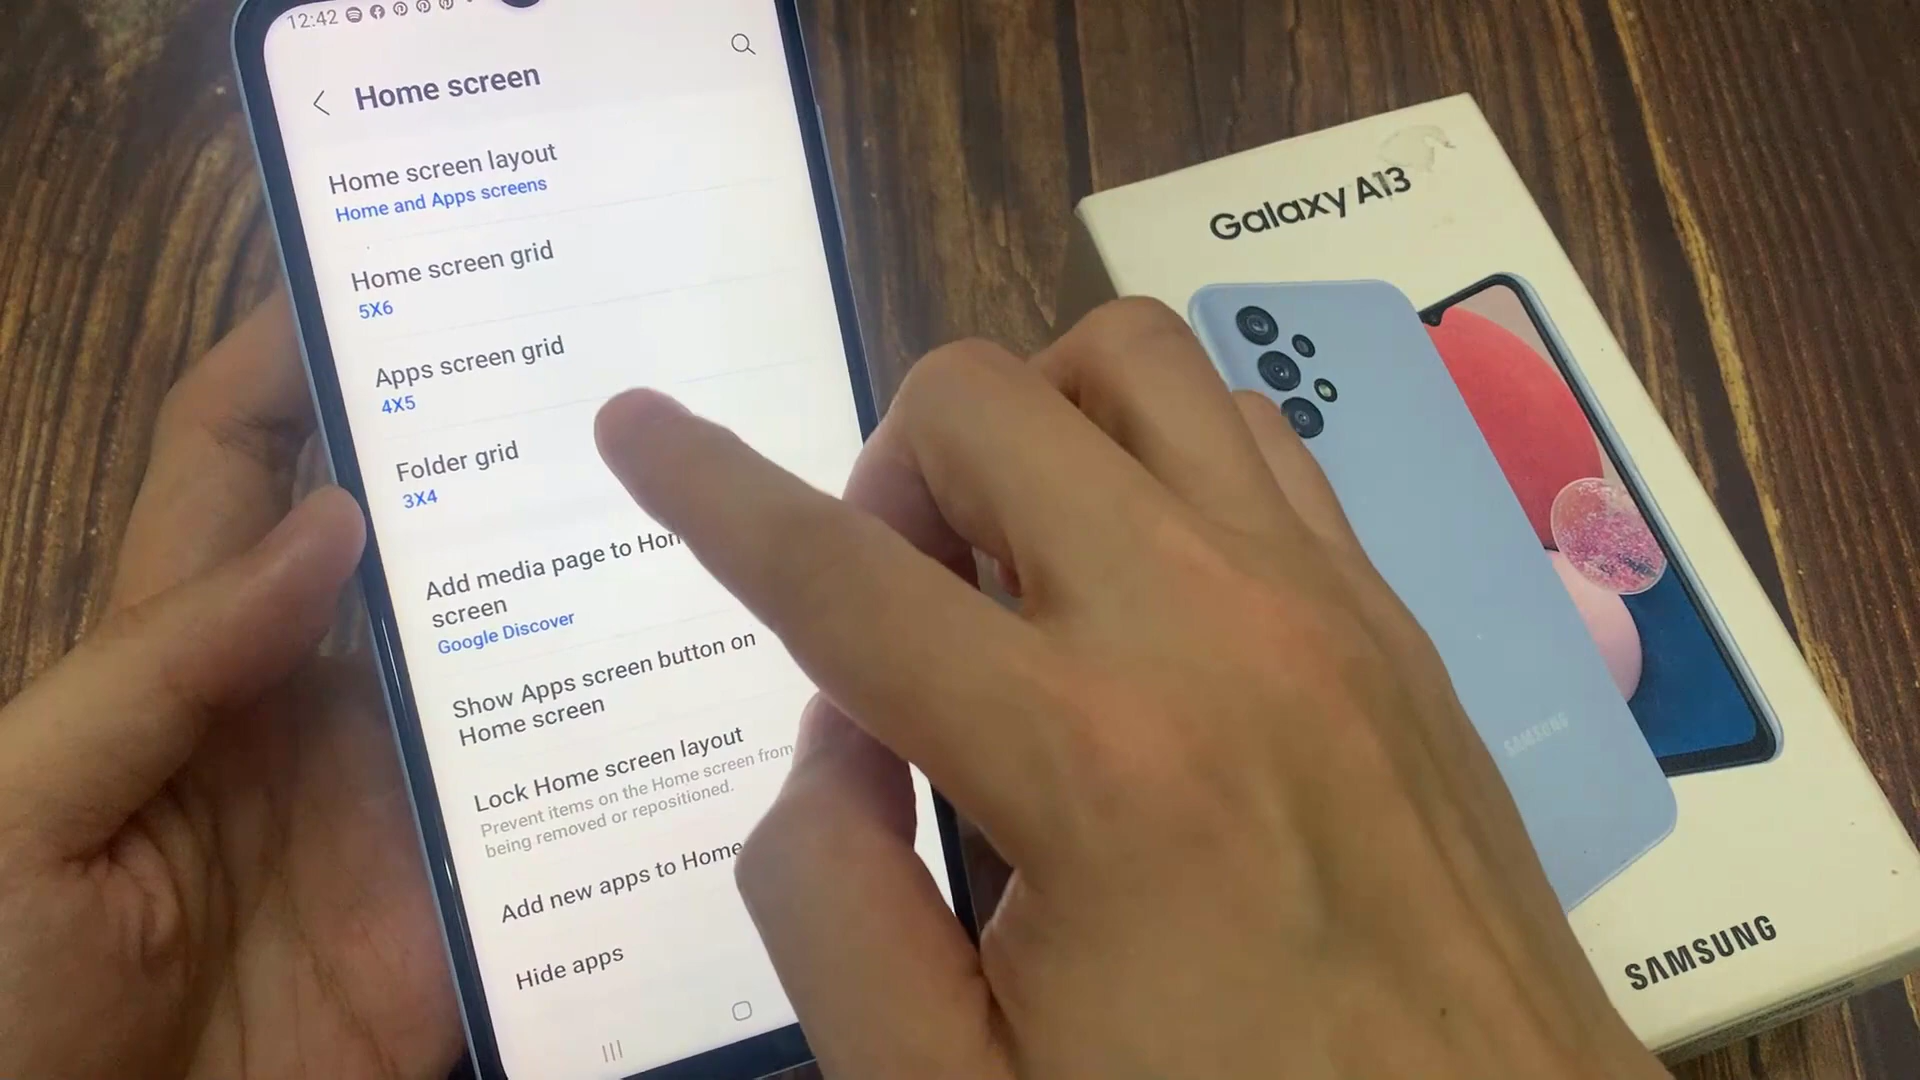 12:42
Home screen
Home screen layout
Home and Apps screens
Home screen grid
5X6
Apps screen grid
4X5
Folder grid
3X4
Add media page to Hom
screen
Google Discover
Show Apps screen button on
Home screen
Lock Home screen layout
Prevent items on the Home screen from
being removed or repositioned.
Add new apps to Home
Hide apps
Galaxy A13
SAMSUNG
SAMSUNG